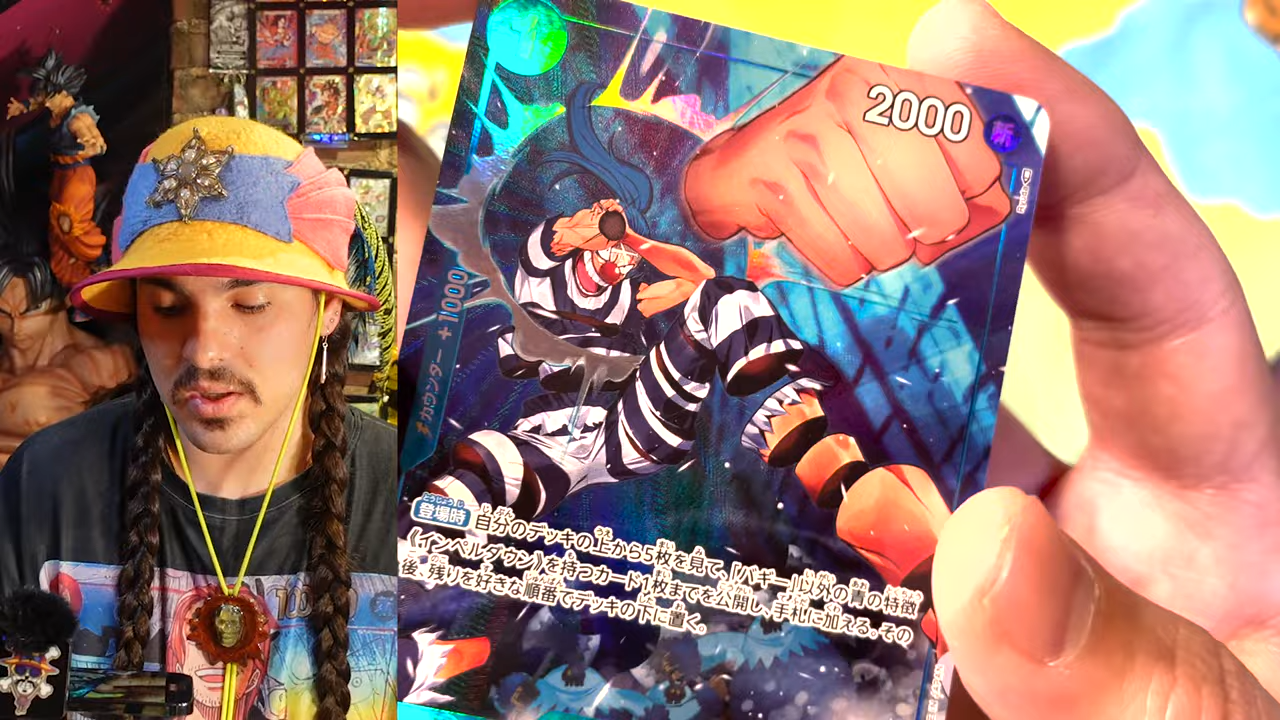 2000
斬
カウンター +1000
登場時 自分のデッキの上から5枚を見て、「バギー」以外の青の特徴
《インペルダウン》を持つカード1枚までを公開し、手札に加える。その
後、残りを好きな順番でデッキの下に置く。